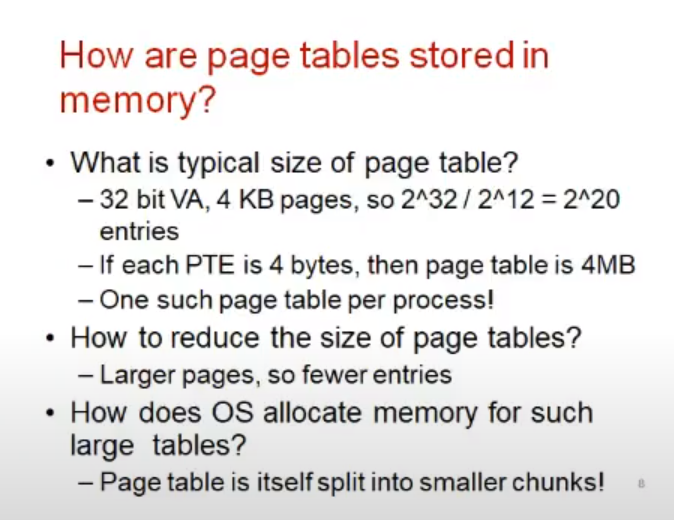 How are page tables stored in
memory?
• What is typical size of page table?
– 32 bit VA, 4 KB pages, so 2^32 / 2^12 = 2^20
entries
– If each PTE is 4 bytes, then page table is 4MB
– One such page table per process!
• How to reduce the size of page tables?
– Larger pages, so fewer entries
• How does OS allocate memory for such
large tables?
– Page table is itself split into smaller chunks!
8